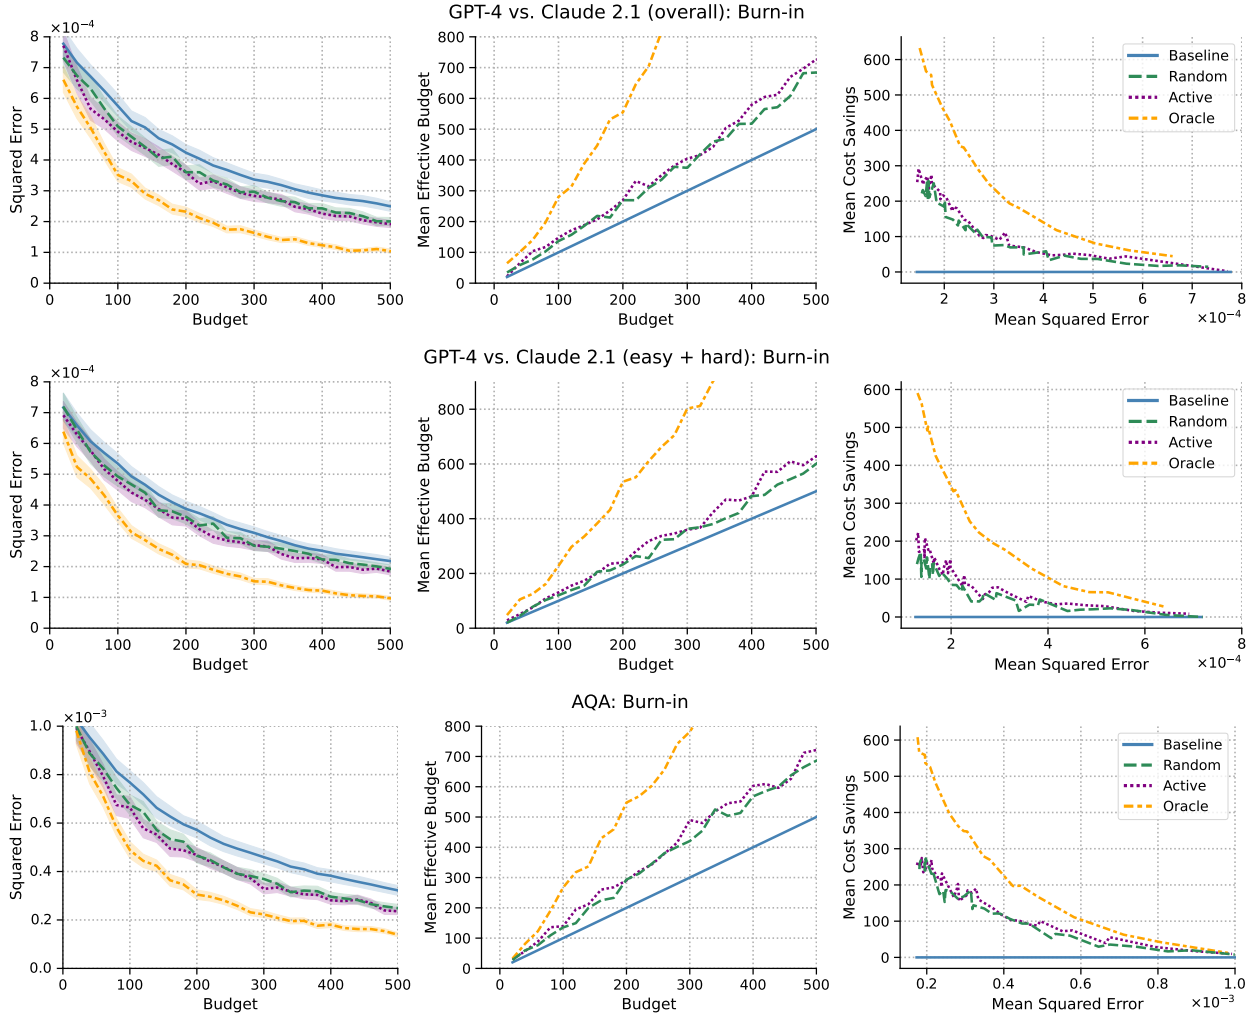 GPT-4 vs. Claude 2.1 (overall): Burn-in
×10⁻⁴
Squared Error
8
7
6
5
4
3
2
1
0
0 100 200 300 400 500
Budget
Mean Effective Budget
800
700
600
500
400
300
200
100
0
0 100 200 300 400 500
Budget
Mean Cost Savings
600
500
400
300
200
100
0
Baseline
Random
Active
Oracle
2 3 4 5 6 7 8
Mean Squared Error
×10⁻⁴
GPT-4 vs. Claude 2.1 (easy + hard): Burn-in
×10⁻⁴
Squared Error
8
7
6
5
4
3
2
1
0
0 100 200 300 400 500
Budget
Mean Effective Budget
800
600
400
200
0
0 100 200 300 400 500
Budget
Mean Cost Savings
600
500
400
300
200
100
0
Baseline
Random
Active
Oracle
2 4 6 8
Mean Squared Error
×10⁻⁴
AQA: Burn-in
×10⁻³
Squared Error
1.0
0.8
0.6
0.4
0.2
0.0
0 100 200 300 400 500
Budget
Mean Effective Budget
800
700
600
500
400
300
200
100
0
0 100 200 300 400 500
Budget
Mean Cost Savings
600
500
400
300
200
100
0
Baseline
Random
Active
Oracle
0.2 0.4 0.6 0.8 1.0
Mean Squared Error
×10⁻³